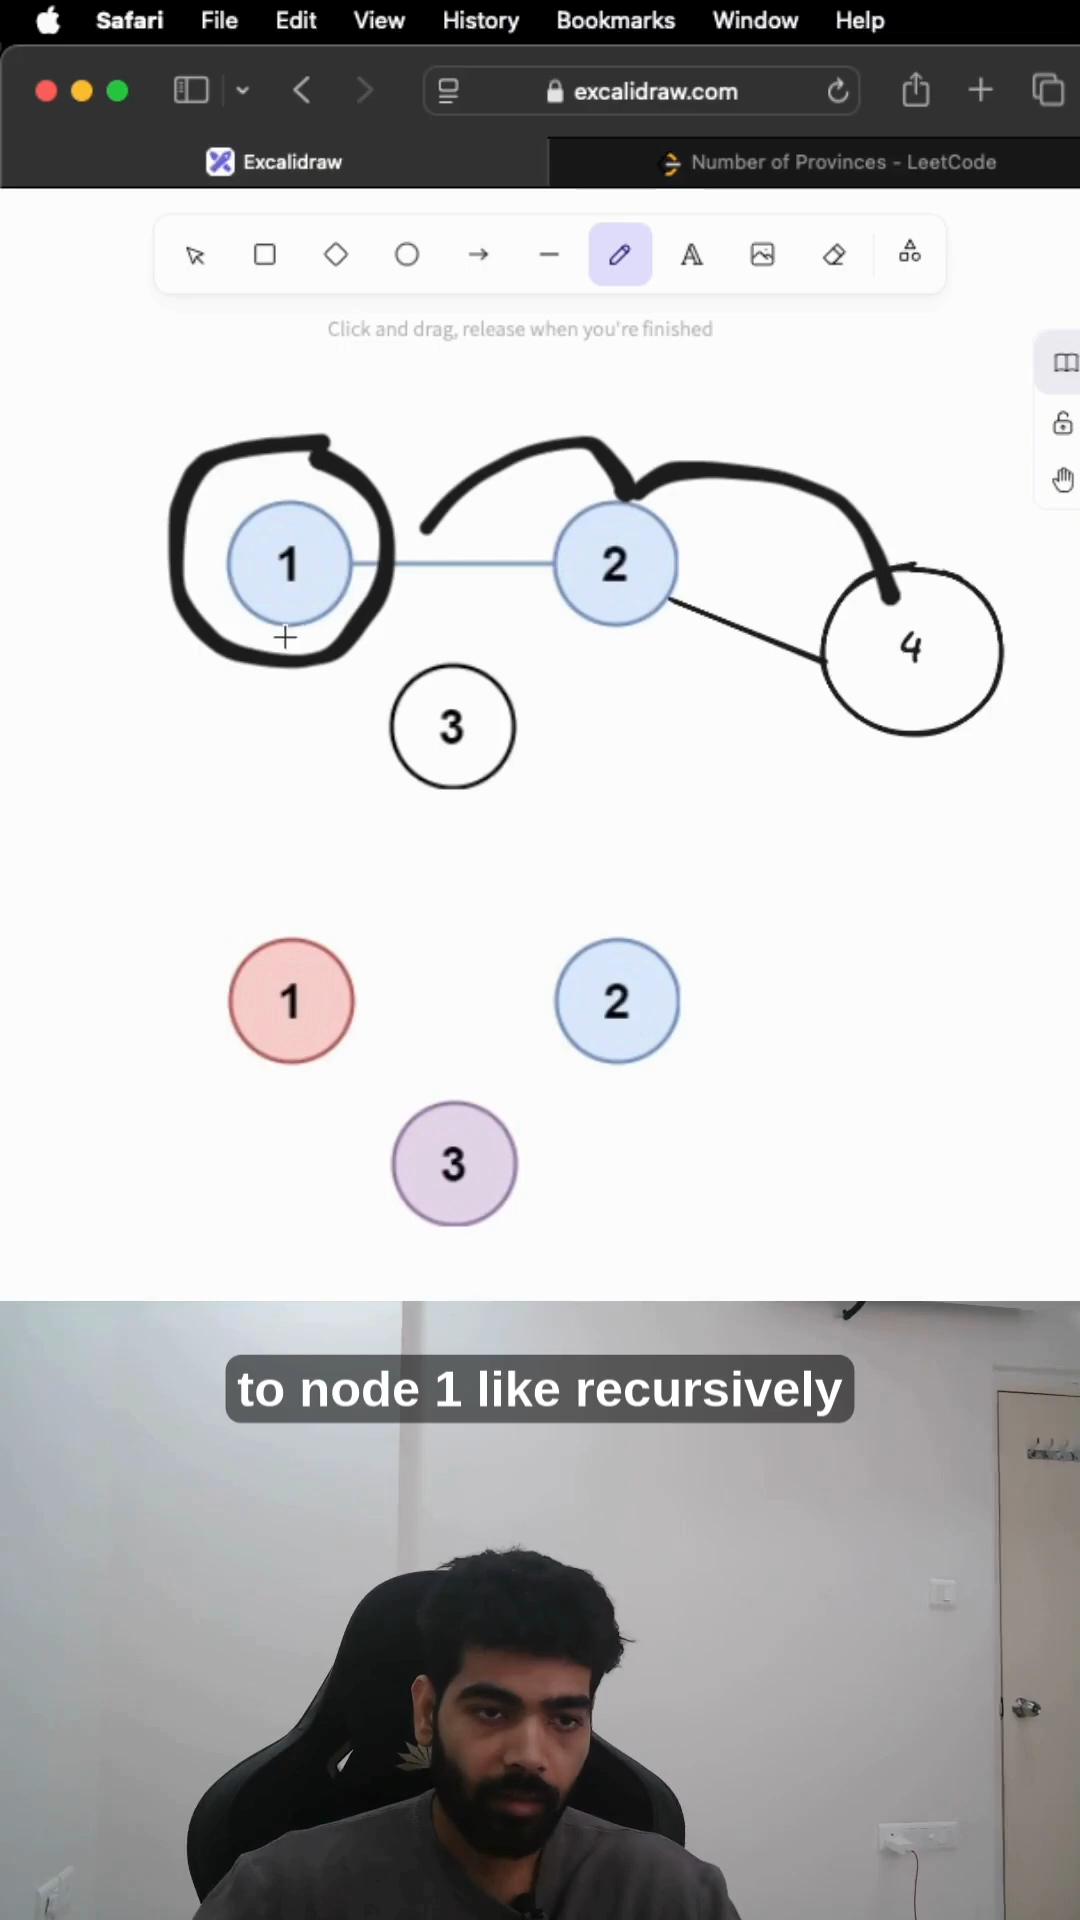 Safari File Edit View History Bookmarks Window Help
excalidraw.com
Excalidraw
Number of Provinces - LeetCode
A
Click and drag, release when you're finished
1 2
4
3
1 2
3
to node 1 like recursively